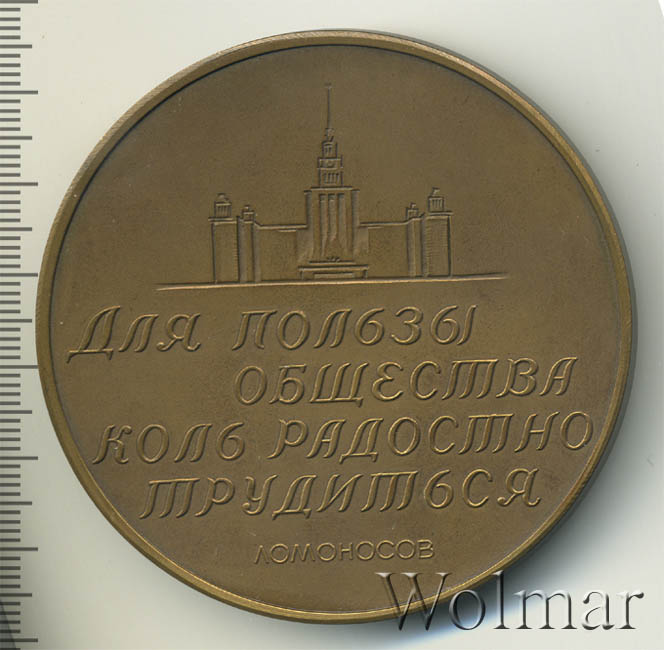 Для ПОЛЬЗЫ
ОБЩЕСТВА
КОЛЬ РАДОСТНО
ТРУДИТЬСЯ
ЛОМОНОСОВ
Wolmar